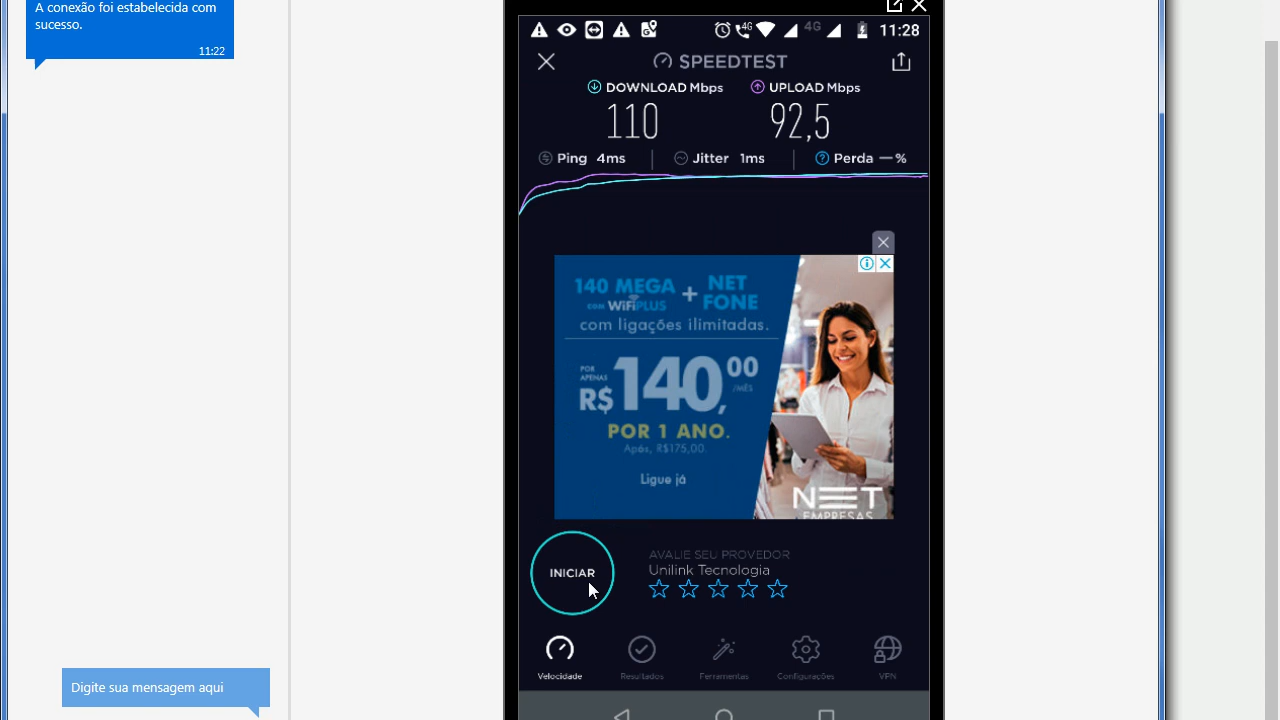 A conexão foi estabelecida com
sucesso.
11:22
4G 4G 11:28
SPEEDTEST
DOWNLOAD Mbps UPLOAD Mbps
110 92,5
Ping 4ms Jitter 1ms Perda — %
140 MEGA + NET
COM WiFi PLUS FONE
com ligações ilimitadas.
POR
APENAS
R$ 140,00
/MÊS
POR 1 ANO.
Após, R$175,00.
Ligue já
NET
EMPRESAS
AVALIE SEU PROVEDOR
INICIAR Unilink Tecnologia
Velocidade Resultados Ferramentas Configurações VPN
Digite sua mensagem aqui